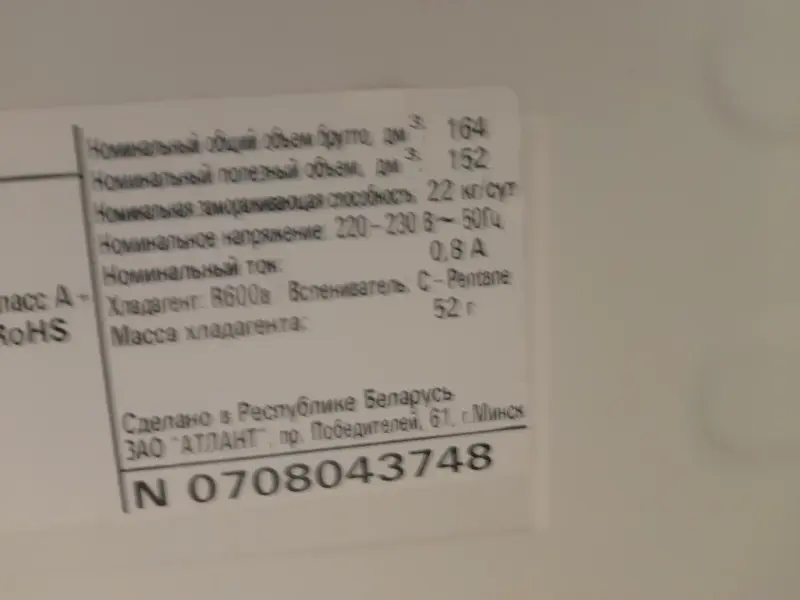 Номинальный общий объем брутто, дм³: 164
Номинальный полезный объем, дм³: 152
Номинальная замораживающая способность, 22 кг/сут
Номинальное напряжение: 220-230 В~ 50Гц
Номинальный ток: 0,8 А
Хладагент: R600a Вспениватель: C-Pentane
Масса хладагента: 52 г
ласс А+
RoHS
Сделано в Республике Беларусь
ЗАО "АТЛАНТ", пр. Победителей, 61, г.Минск
N 0708043748